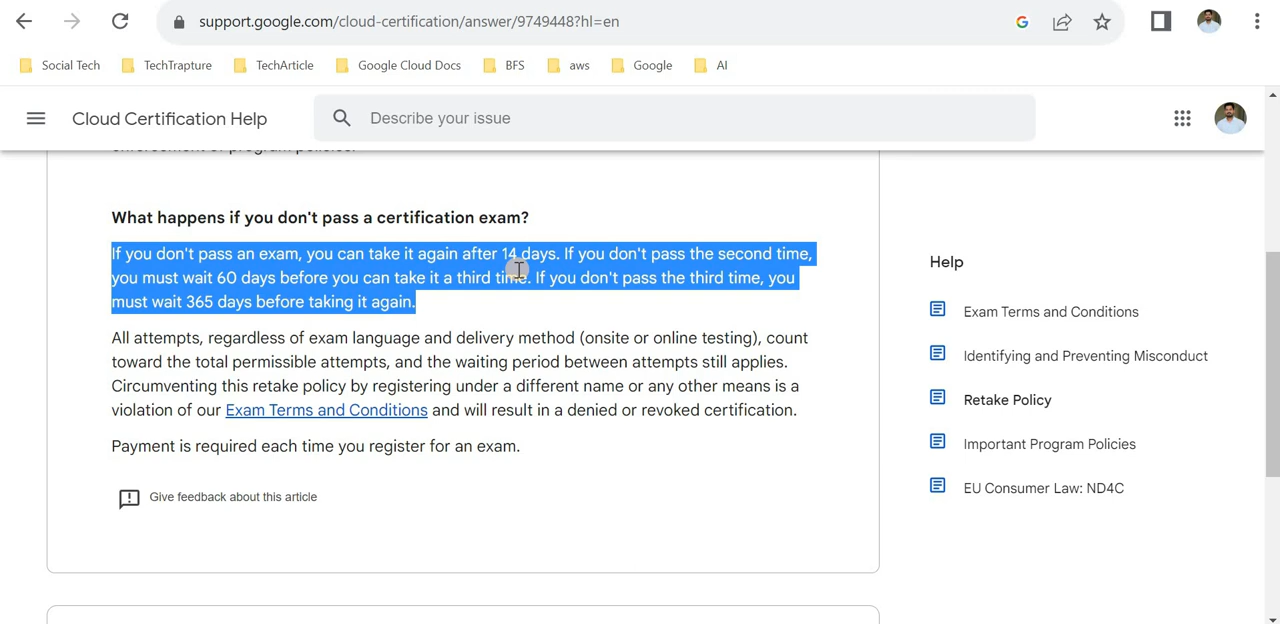 support.google.com/cloud-certification/answer/9749448?hl=en
Social Tech
TechTrapture
TechArticle
Google Cloud Docs
BFS
aws
Google
AI
Cloud Certification Help
Describe your issue
enforcement of program policies.
What happens if you don't pass a certification exam?
If you don't pass an exam, you can take it again after 14 days. If you don't pass the second time,
you must wait 60 days before you can take it a third time. If you don't pass the third time, you
must wait 365 days before taking it again.
All attempts, regardless of exam language and delivery method (onsite or online testing), count
toward the total permissible attempts, and the waiting period between attempts still applies.
Circumventing this retake policy by registering under a different name or any other means is a
violation of our Exam Terms and Conditions and will result in a denied or revoked certification.
Payment is required each time you register for an exam.
Give feedback about this article
Help
Exam Terms and Conditions
Identifying and Preventing Misconduct
Retake Policy
Important Program Policies
EU Consumer Law: ND4C